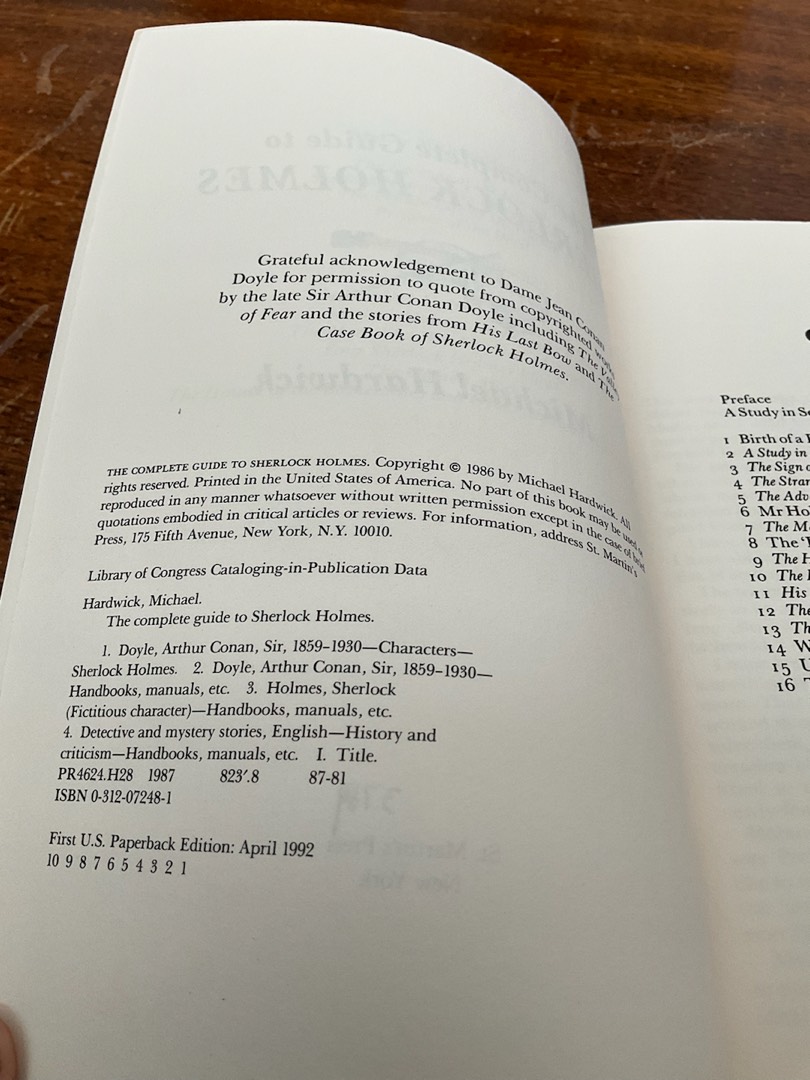 Grateful acknowledgement to Dame Jean Conan
Doyle for permission to quote from copyrighted works
by the late Sir Arthur Conan Doyle including The Valley
of Fear and the stories from His Last Bow and The
Case Book of Sherlock Holmes.
THE COMPLETE GUIDE TO SHERLOCK HOLMES. Copyright © 1986 by Michael Hardwick. All
rights reserved. Printed in the United States of America. No part of this book may be used or
reproduced in any manner whatsoever without written permission except in the case of brief
quotations embodied in critical articles or reviews. For information, address St. Martin's
Press, 175 Fifth Avenue, New York, N.Y. 10010.
Library of Congress Cataloging-in-Publication Data
Hardwick, Michael.
The complete guide to Sherlock Holmes.
1. Doyle, Arthur Conan, Sir, 1859–1930—Characters—
Sherlock Holmes. 2. Doyle, Arthur Conan, Sir, 1859–1930—
Handbooks, manuals, etc. 3. Holmes, Sherlock
(Fictitious character)—Handbooks, manuals, etc.
4. Detective and mystery stories, English—History and
criticism—Handbooks, manuals, etc. I. Title.
PR4624.H28 1987 823′.8 87-81
ISBN 0-312-07248-1
First U.S. Paperback Edition: April 1992
10 9 8 7 6 5 4 3 2 1
Preface
A Study in
1 Birth of a
2 A Study in
3 The Sign
4 The
5 The
6 Mr
7 The
8 The
9 The
10 The
11 His
12 The
13
14
15
16